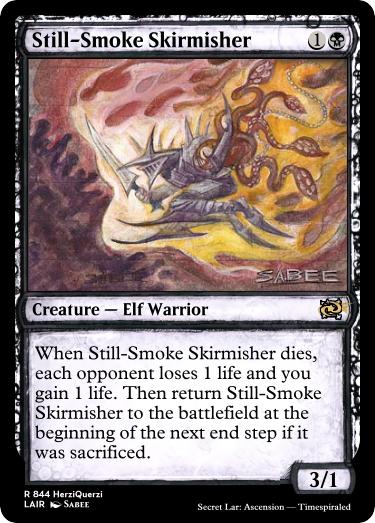 Still-Smoke Skirmisher 1
SABEE
Creature — Elf Warrior
When Still-Smoke Skirmisher dies,
each opponent loses 1 life and you
gain 1 life. Then return Still-Smoke
Skirmisher to the battlefield at the
beginning of the next end step if it
was sacrificed.
3/1
R 844 HerziQuerzi
LAIR SABEE
Secret Lar: Ascension — Timespiraled